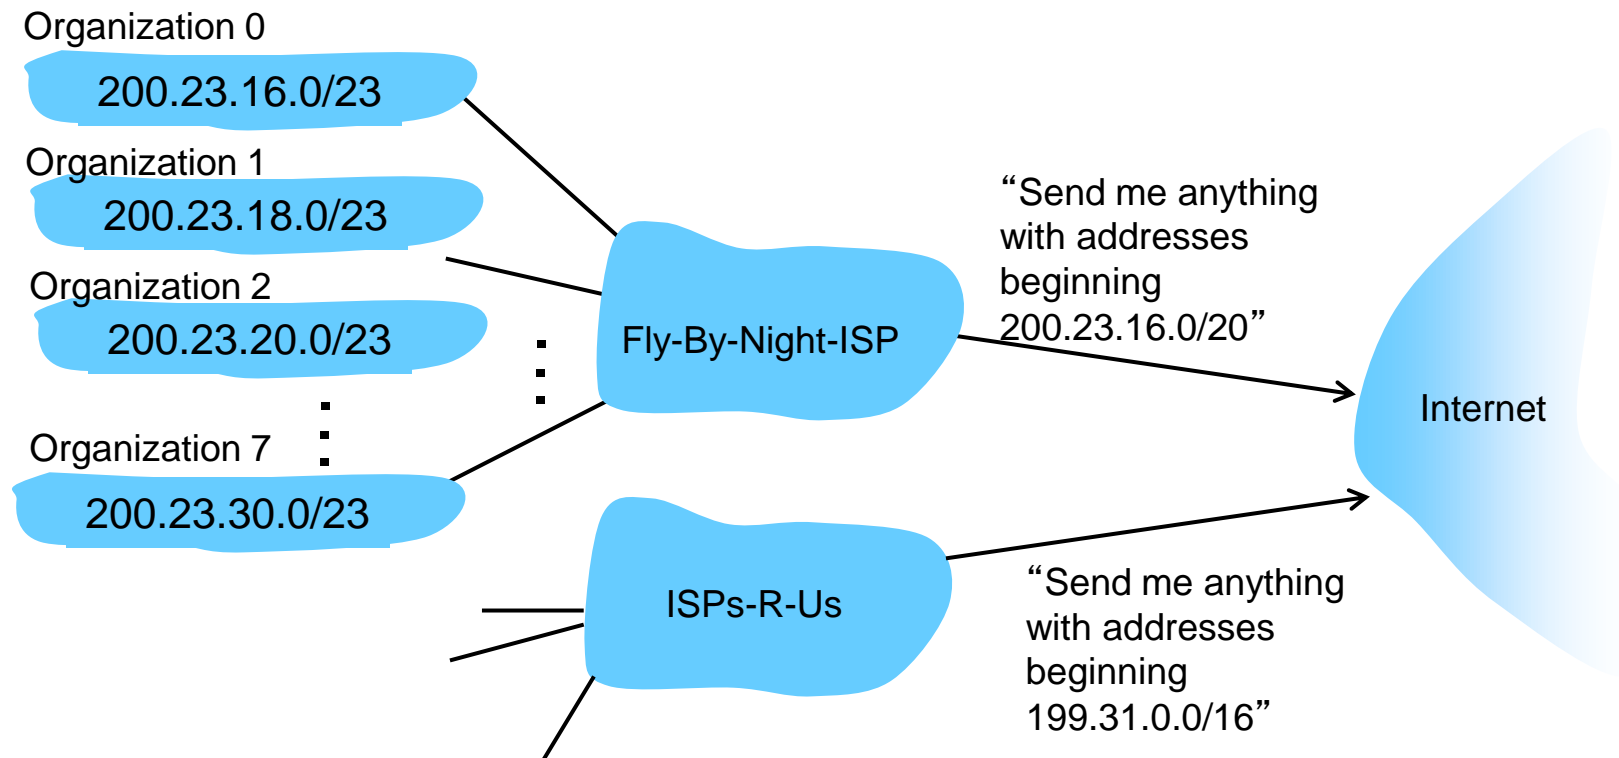 Organization 0
200.23.16.0/23
Organization 1
200.23.18.0/23
Organization 2
200.23.20.0/23
Organization 7
200.23.30.0/23
Fly-By-Night-ISP
“Send me anything
with addresses
beginning
200.23.16.0/20”
Internet
ISPs-R-Us
“Send me anything
with addresses
beginning
199.31.0.0/16”